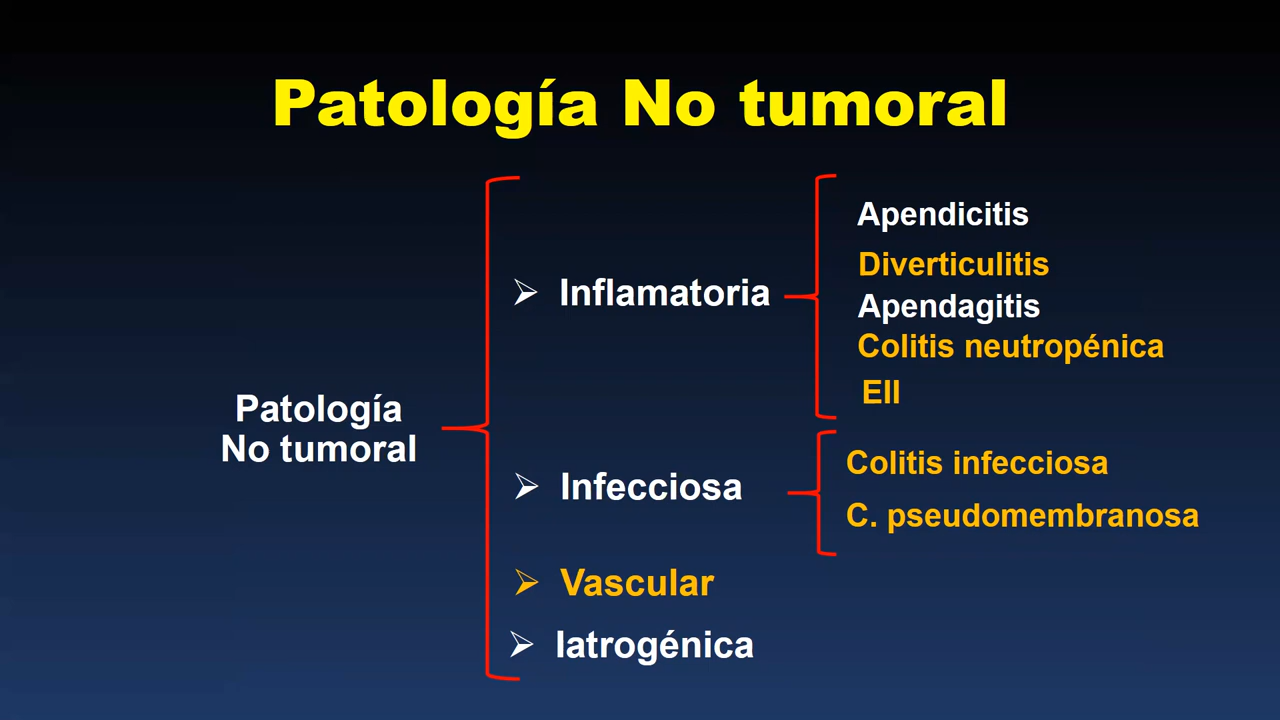 Patología No tumoral
Patología
No tumoral
Inflamatoria
Apendicitis
Diverticulitis
Apendagitis
Colitis neutropénica
EII
Infecciosa
Colitis infecciosa
C. pseudomembranosa
Vascular
Iatrogénica